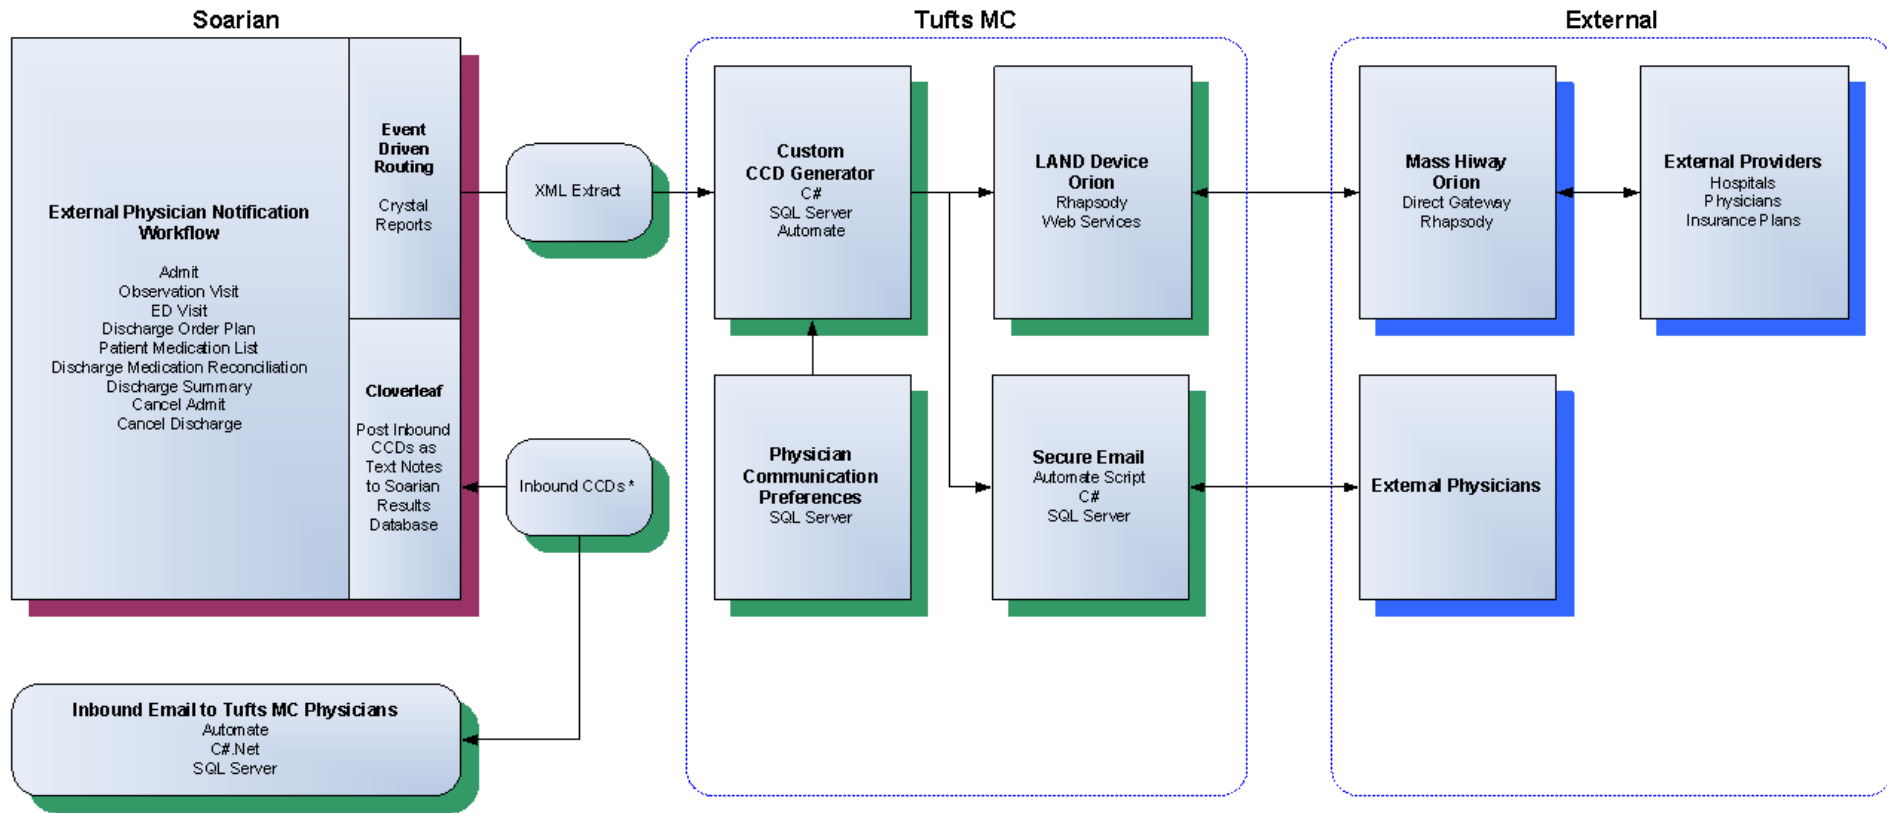 Soarian
Tufts MC
External
External Physician Notification
Workflow
Admit
Observation Visit
ED Visit
Discharge Order Plan
Patient Medication List
Discharge Medication Reconciliation
Discharge Summary
Cancel Admit
Cancel Discharge
Event
Driven
Routing
Crystal
Reports
Cloverleaf
Post Inbound
CCDs as
Text Notes
to Soarian
Results
Database
XML Extract
Inbound CCDs *
Custom
CCD Generator
C#
SQL Server
Automate
LAND Device
Orion
Rhapsody
Web Services
Physician
Communication
Preferences
SQL Server
Secure Email
Automate Script
C#
SQL Server
Mass Hiway
Orion
Direct Gateway
Rhapsody
External Providers
Hospitals
Physicians
Insurance Plans
External Physicians
Inbound Email to Tufts MC Physicians
Automate
C#.Net
SQL Server